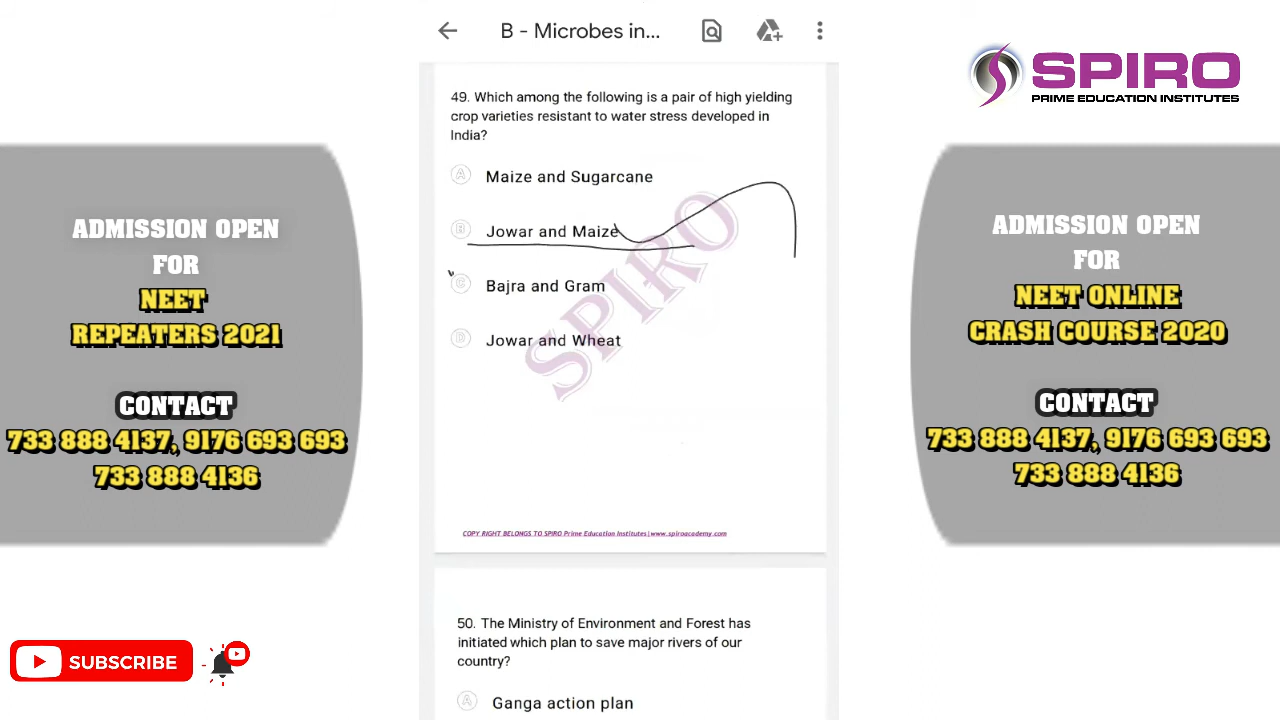 B - Microbes in...
SPIRO
PRIME EDUCATION INSTITUTES
49. Which among the following is a pair of high yielding
crop varieties resistant to water stress developed in
India?
A Maize and Sugarcane
B Jowar and Maize
C Bajra and Gram
D Jowar and Wheat
SPIRO
COPY RIGHT BELONGS TO SPIRO Prime Education Institutes|www.spiroacademy.com
50. The Ministry of Environment and Forest has
initiated which plan to save major rivers of our
country?
A Ganga action plan
ADMISSION OPEN
FOR
NEET
REPEATERS 2021
CONTACT
733 888 4137, 9176 693 693
733 888 4136
ADMISSION OPEN
FOR
NEET ONLINE
CRASH COURSE 2020
CONTACT
733 888 4137, 9176 693 693
733 888 4136
SUBSCRIBE